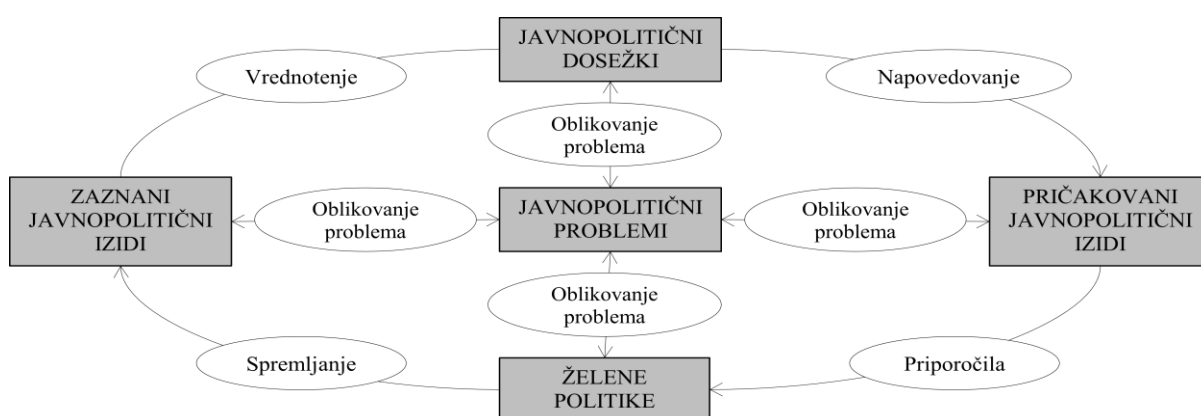 JAVNOPOLITIČNI
DOSEŽKI
Vrednotenje
Napovedovanje
Oblikovanje
problema
ZAZNANI
JAVNOPOLITIČNI
IZIDI
Oblikovanje
problema
JAVNOPOLITIČNI
PROBLEMI
Oblikovanje
problema
PRIČAKOVANI
JAVNOPOLITIČNI
IZIDI
Oblikovanje
problema
Spremljanje
ŽELENE
POLITIKE
Priporočila